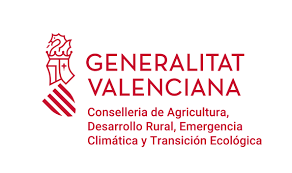 GENERALITAT
VALENCIANA
Conselleria de Agricultura,
Desarrollo Rural, Emergencia
Climática y Transición Ecológica